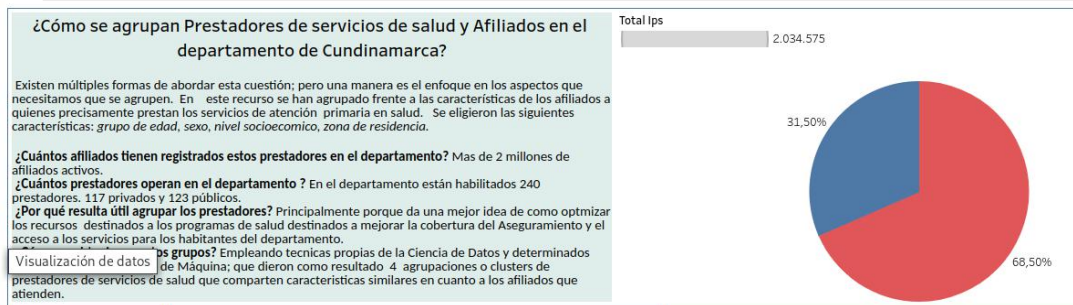 ¿Cómo se agrupan Prestadores de servicios de salud y Afiliados en el
departamento de Cundinamarca?
Existen múltiples formas de abordar esta cuestión; pero una manera es el enfoque en los aspectos que
necesitamos que se agrupen. En este recurso se han agrupado frente a las características de los afiliados a
quienes precisamente prestan los servicios de atención primaria en salud. Se eligieron las siguientes
características: grupo de edad, sexo, nivel socioecomico, zona de residencia.
¿Cuántos afiliados tienen registrados estos prestadores en el departamento? Mas de 2 millones de
afiliados activos.
¿Cuántos prestadores operan en el departamento ? En el departamento están habilitados 240
prestadores. 117 privados y 123 públicos.
¿Por qué resulta útil agrupar los prestadores? Principalmente porque da una mejor idea de como optmizar
los recursos destinados a los programas de salud destinados a mejorar la cobertura del Aseguramiento y el
acceso a los servicios para los habitantes del departamento.
os grupos? Empleando tecnicas propias de la Ciencia de Datos y determinados
Visualización de datos
de Máquina; que dieron como resultado 4 agrupaciones o clusters de
prestadores de servicios de salud que comparten caracteristicas similares en cuanto a los afiliados que
atienden.
Total Ips
2.034.575
31,50%
68,50%